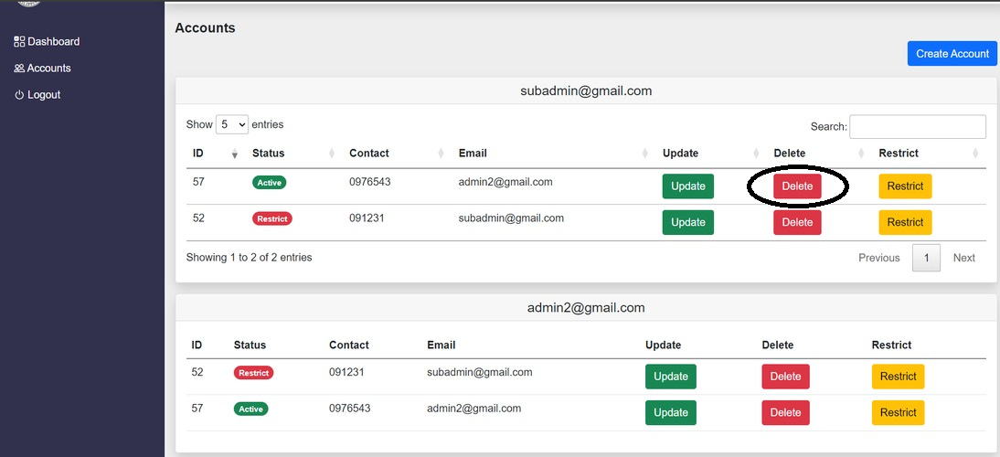 Accounts
Dashboard
Accounts
Logout
Create Account
subadmin@gmail.com
Show 5 entries
Search:
ID Status Contact Email Update Delete Restrict
57 Active 0976543 admin2@gmail.com Update Delete Restrict
52 Restrict 091231 subadmin@gmail.com Update Delete Restrict
Showing 1 to 2 of 2 entries
Previous 1 Next
admin2@gmail.com
ID Status Contact Email Update Delete Restrict
52 Restrict 091231 subadmin@gmail.com Update Delete Restrict
57 Active 0976543 admin2@gmail.com Update Delete Restrict